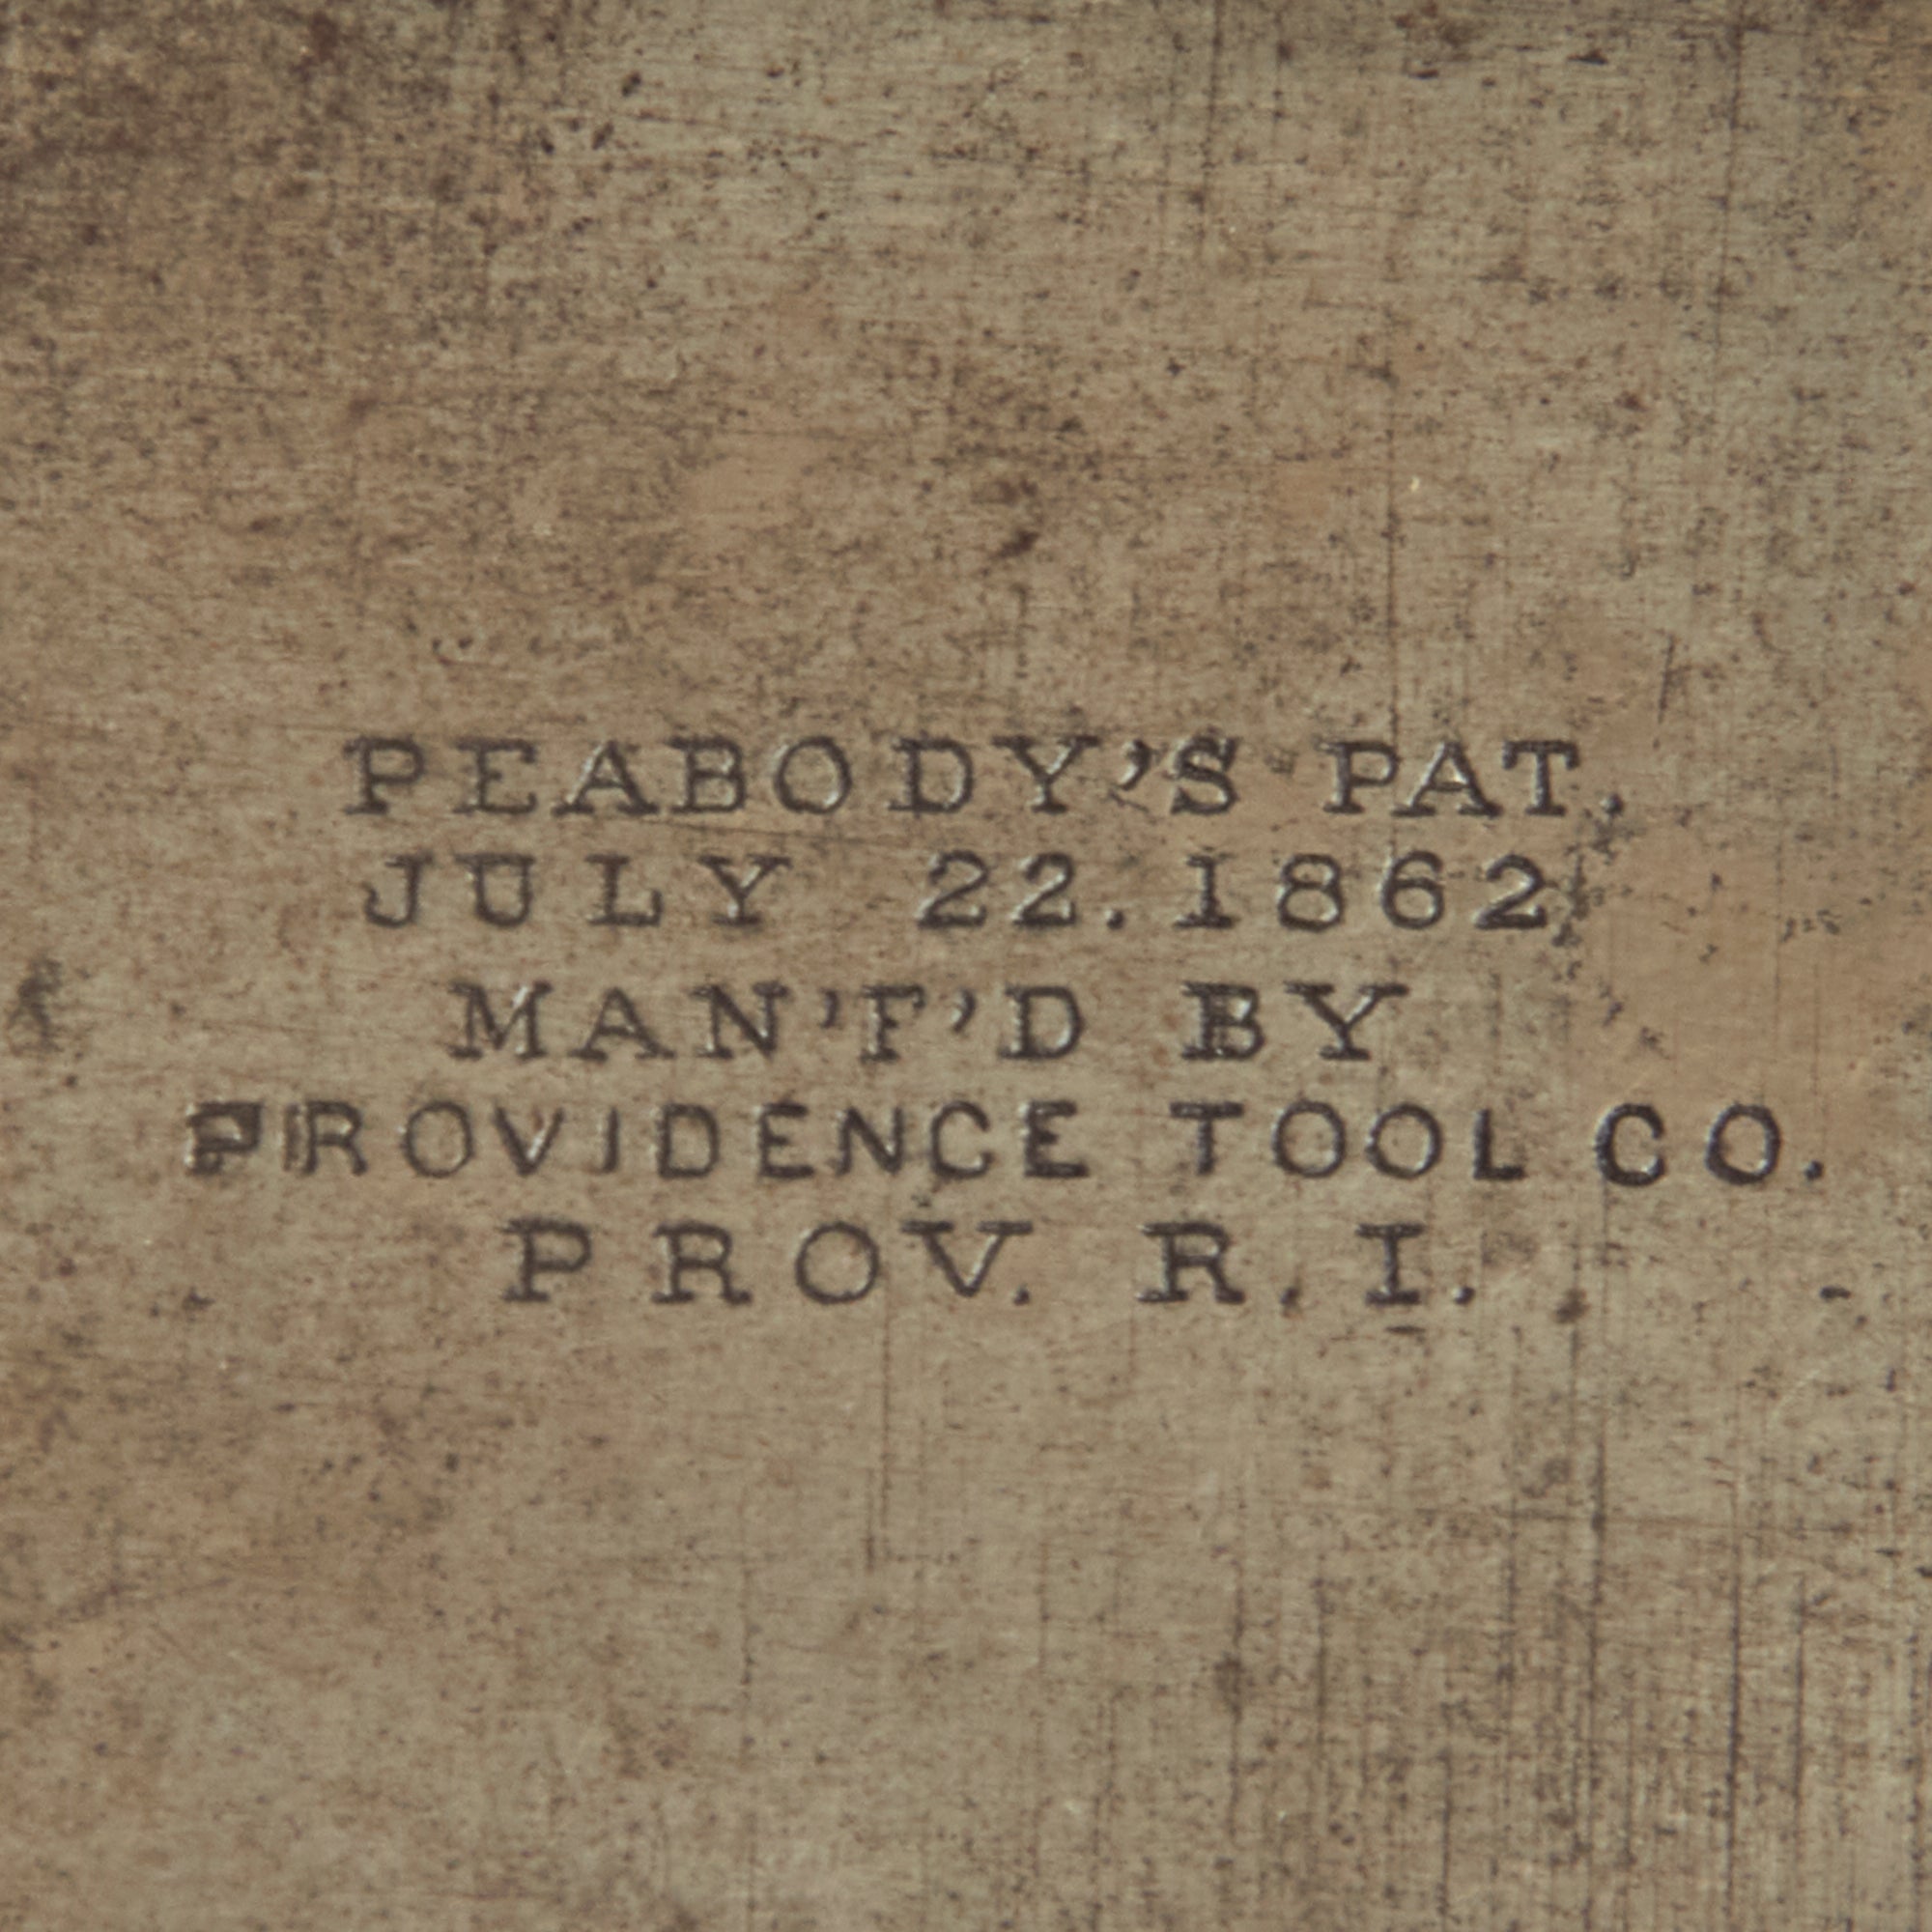 PEABODY'S PAT.
JULY 22.1862,
MAN'F'D BY
PROVIDENCE TOOL CO.
PROV. R.I.